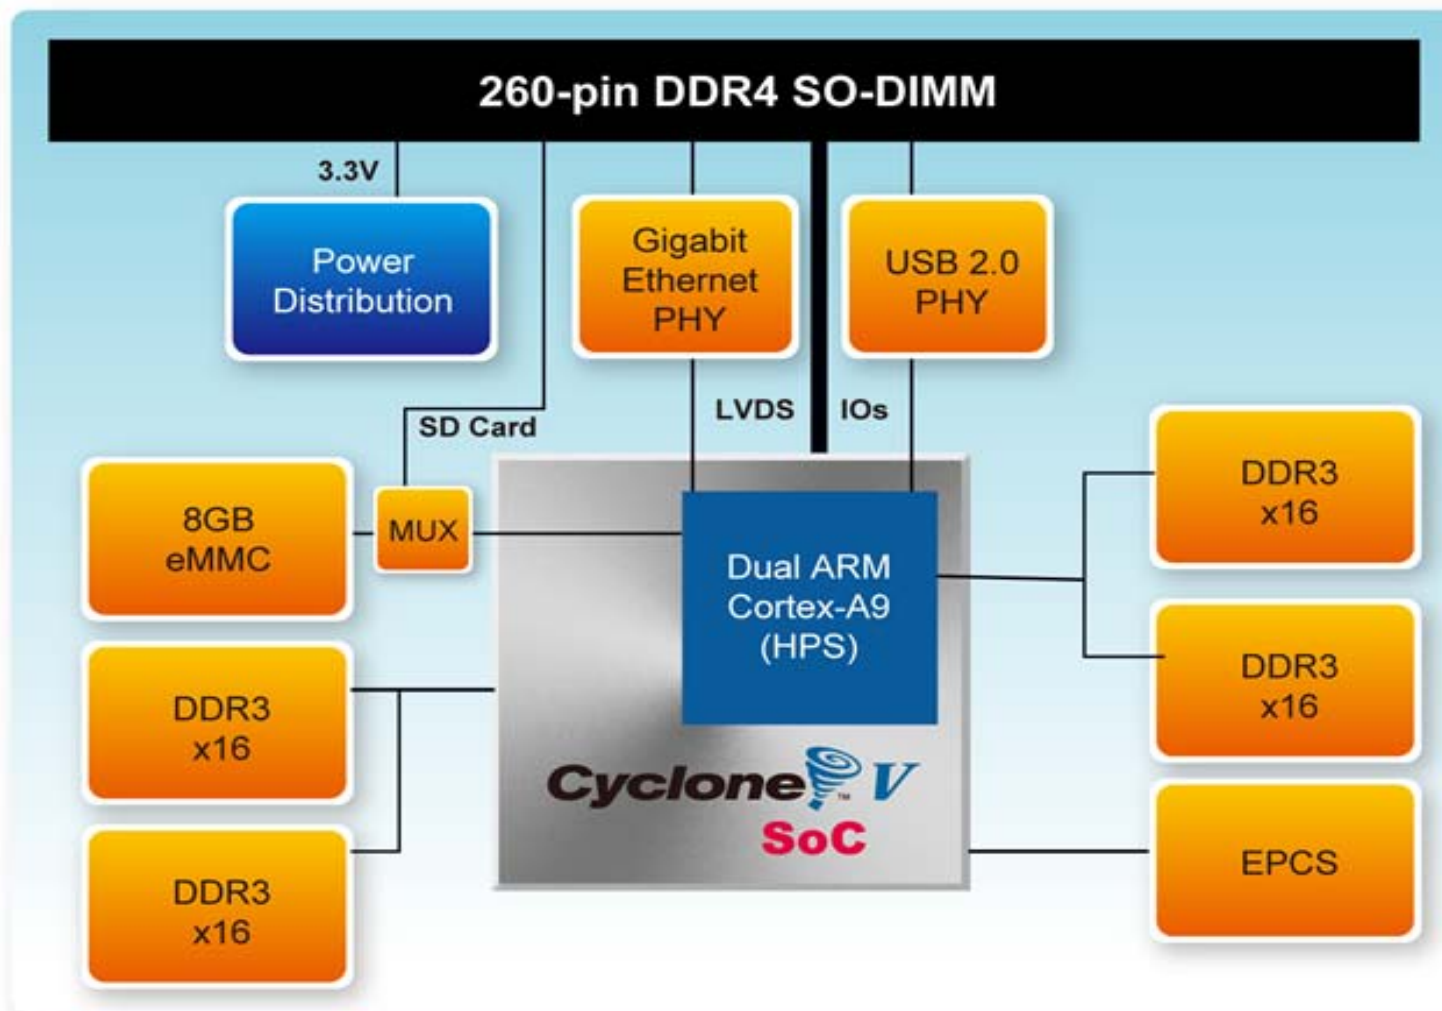 260-pin DDR4 SO-DIMM
3.3V
Power
Distribution
Gigabit
Ethernet
PHY
USB 2.0
PHY
SD Card
LVDS
IOs
8GB
eMMC
MUX
Dual ARM
Cortex-A9
(HPS)
DDR3
x16
DDR3
x16
DDR3
x16
DDR3
x16
Cyclone V
™
SoC
EPCS